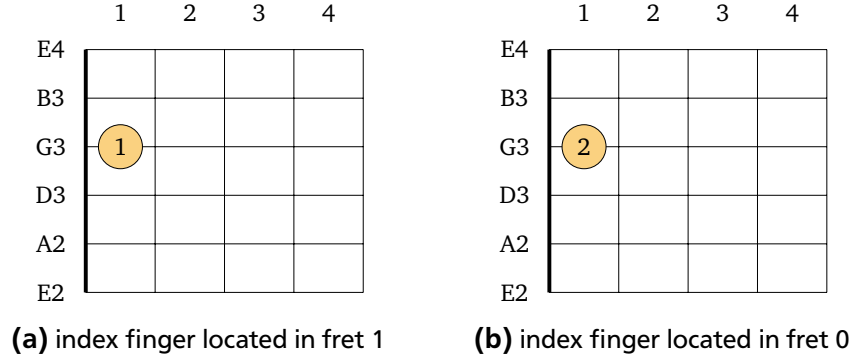 1 2 3 4
E4
B3
G3 1
D3
A2
E2
(a) index finger located in fret 1
1 2 3 4
E4
B3
G3 2
D3
A2
E2
(b) index finger located in fret 0